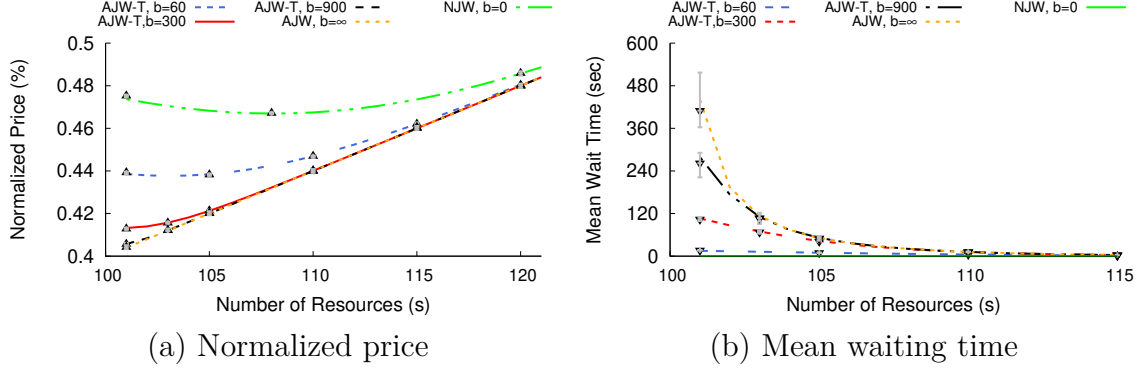 AJW-T, b=60
AJW-T, b=900
NJW, b=0
AJW-T,b=300
AJW, b=∞
0.5
0.48
0.46
0.44
0.42
0.4
Normalized Price (%)
100
105
110
115
120
Number of Resources (s)
(a) Normalized price
AJW-T, b=60
AJW-T, b=900
NJW, b=0
AJW-T,b=300
AJW, b=∞
600
480
360
240
120
0
Mean Wait Time (sec)
100
105
110
115
Number of Resources (s)
(b) Mean waiting time